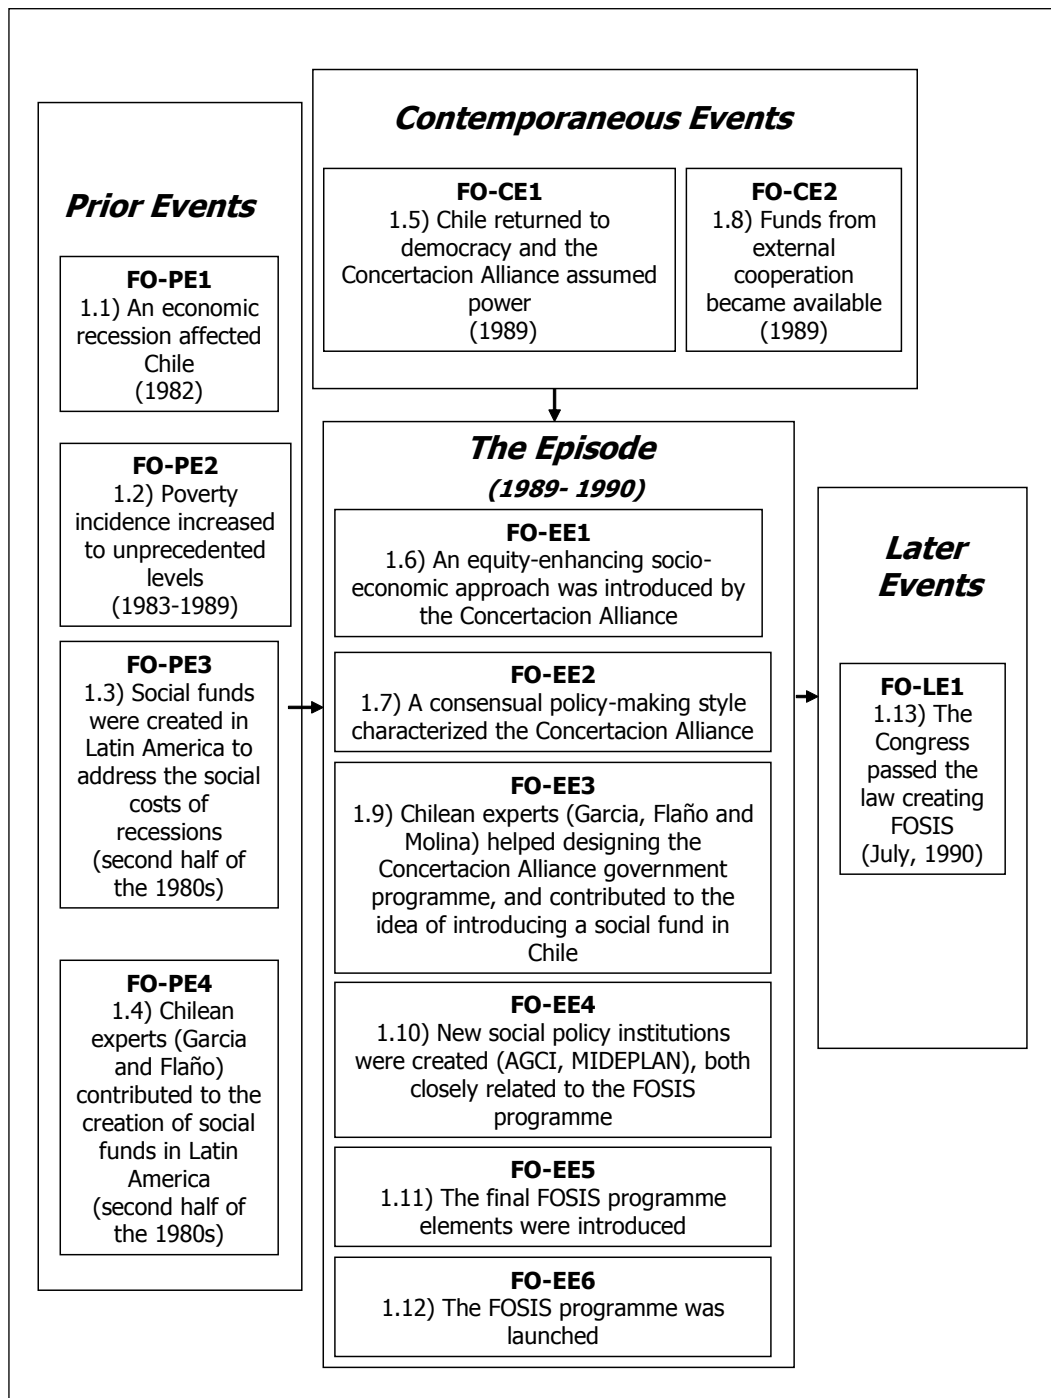 Contemporaneous Events
FO-CE1
1.5) Chile returned to
democracy and the
Concertacion Alliance assumed
power
(1989)
FO-CE2
1.8) Funds from
external
cooperation
became available
(1989)
Prior Events
FO-PE1
1.1) An economic
recession affected
Chile
(1982)
FO-PE2
1.2) Poverty
incidence increased
to unprecedented
levels
(1983-1989)
FO-PE3
1.3) Social funds
were created in
Latin America to
address the social
costs of
recessions
(second half of
the 1980s)
FO-PE4
1.4) Chilean
experts (Garcia
and Flaño)
contributed to the
creation of social
funds in Latin
America
(second half of
the 1980s)
The Episode
(1989- 1990)
FO-EE1
1.6) An equity-enhancing socio-
economic approach was introduced by
the Concertacion Alliance
FO-EE2
1.7) A consensual policy-making style
characterized the Concertacion Alliance
FO-EE3
1.9) Chilean experts (Garcia, Flaño and
Molina) helped designing the
Concertacion Alliance government
programme, and contributed to the
idea of introducing a social fund in
Chile
FO-EE4
1.10) New social policy institutions
were created (AGCI, MIDEPLAN), both
closely related to the FOSIS
programme
FO-EE5
1.11) The final FOSIS programme
elements were introduced
FO-EE6
1.12) The FOSIS programme was
launched
Later
Events
FO-LE1
1.13) The
Congress
passed the
law creating
FOSIS
(July, 1990)